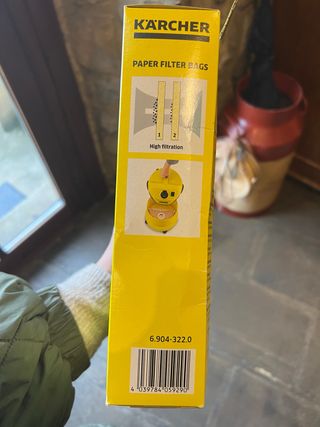 KÄRCHER
PAPER FILTER BAGS
1 2
High filtration
6.904-322.0
4 039784 059290